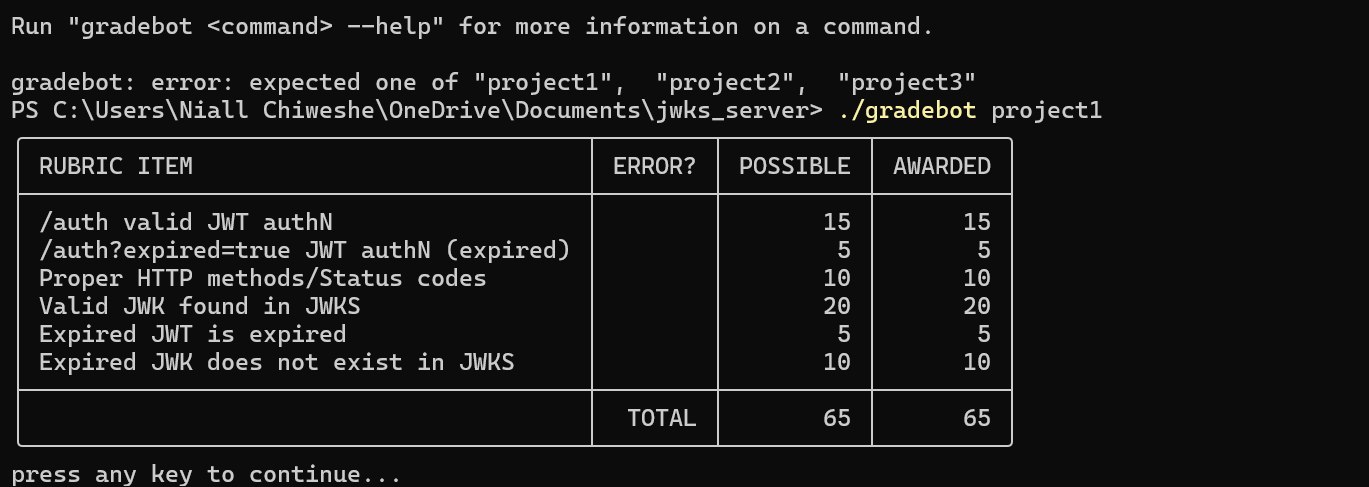 Run "gradebot <command> --help" for more information on a command.
gradebot: error: expected one of "project1",  "project2",  "project3"
PS C:\Users\Niall Chiweshe\OneDrive\Documents\jwks_server> ./gradebot project1
RUBRIC ITEM ERROR? POSSIBLE AWARDED
/auth valid JWT authN 15 15
/auth?expired=true JWT authN (expired) 5 5
Proper HTTP methods/Status codes 10 10
Valid JWK found in JWKS 20 20
Expired JWT is expired 5 5
Expired JWK does not exist in JWKS 10 10
TOTAL 65 65
press any key to continue...